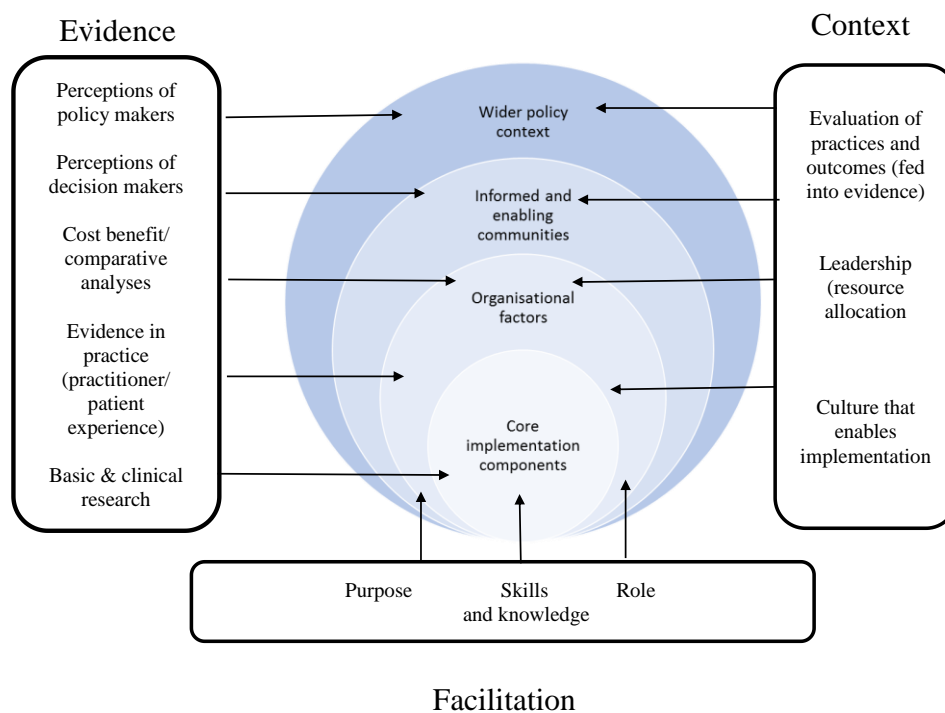 Evidence
Perceptions of
policy makers
Perceptions of
decision makers
Cost benefit/
comparative
analyses
Evidence in
practice
(practitioner/
patient
experience)
Basic & clinical
research
Wider policy
context
Informed and
enabling
communities
Organisational
factors
Core
implementation
components
Context
Evaluation of
practices and
outcomes (fed
into evidence)
Leadership
(resource
allocation
Culture that
enables
implementation
Purpose
Skills
and knowledge
Role
Facilitation